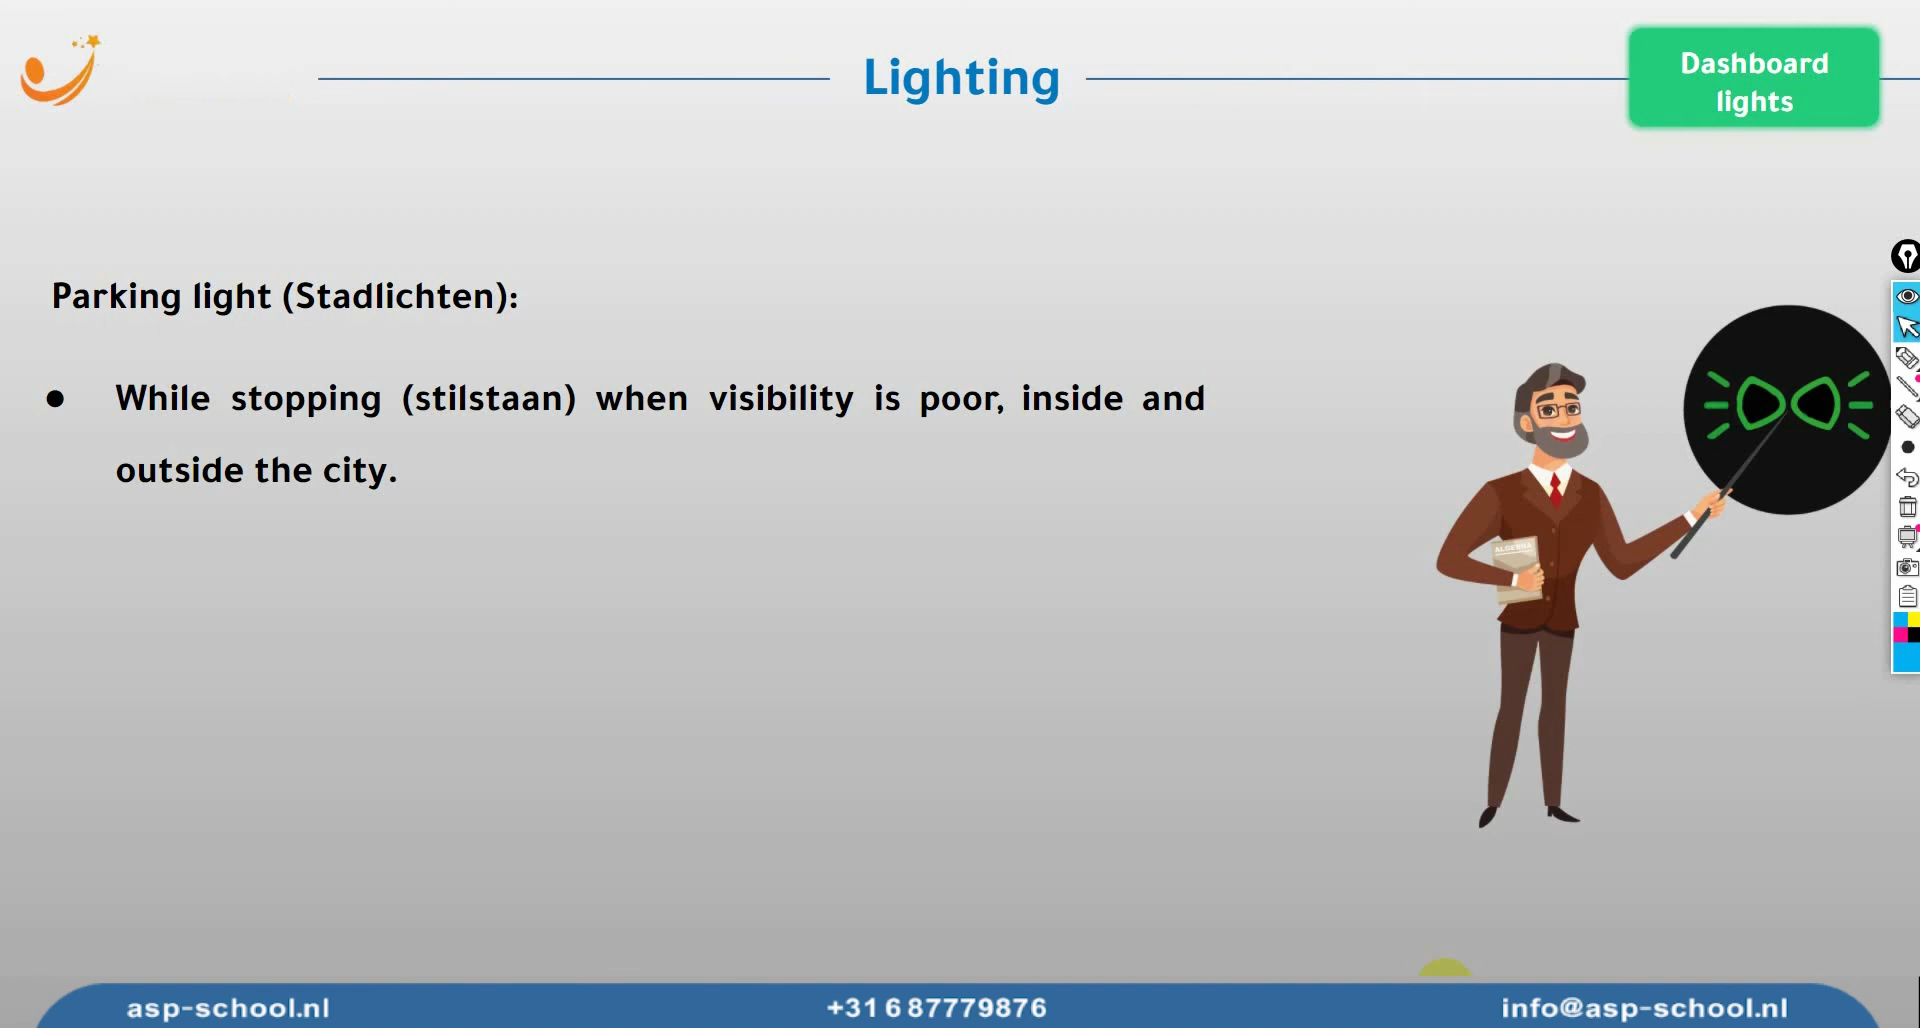 Lighting
Dashboard
lights
Parking light (Stadlichten):
● While stopping (stilstaan) when visibility is poor, inside and
outside the city.
ALGEBRA
asp-school.nl
+31 6 87779876
info@asp-school.nl